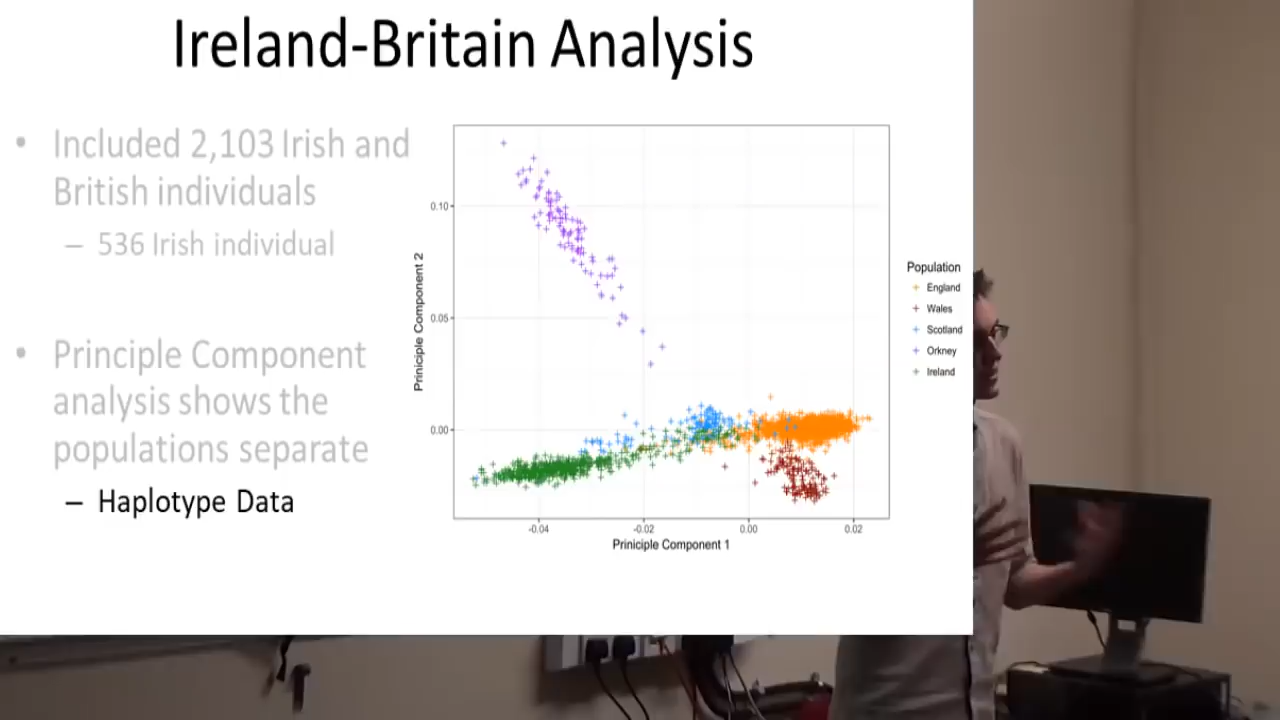 Ireland-Britain Analysis
• Included 2,103 Irish and
British individuals
– 536 Irish individual
• Principle Component
analysis shows the
populations separate
– Haplotype Data
Priniciple Component 2
0.10
0.05
0.00
-0.04
-0.02
0.00
0.02
Priniciple Component 1
Population
England
Wales
Scotland
Orkney
Ireland